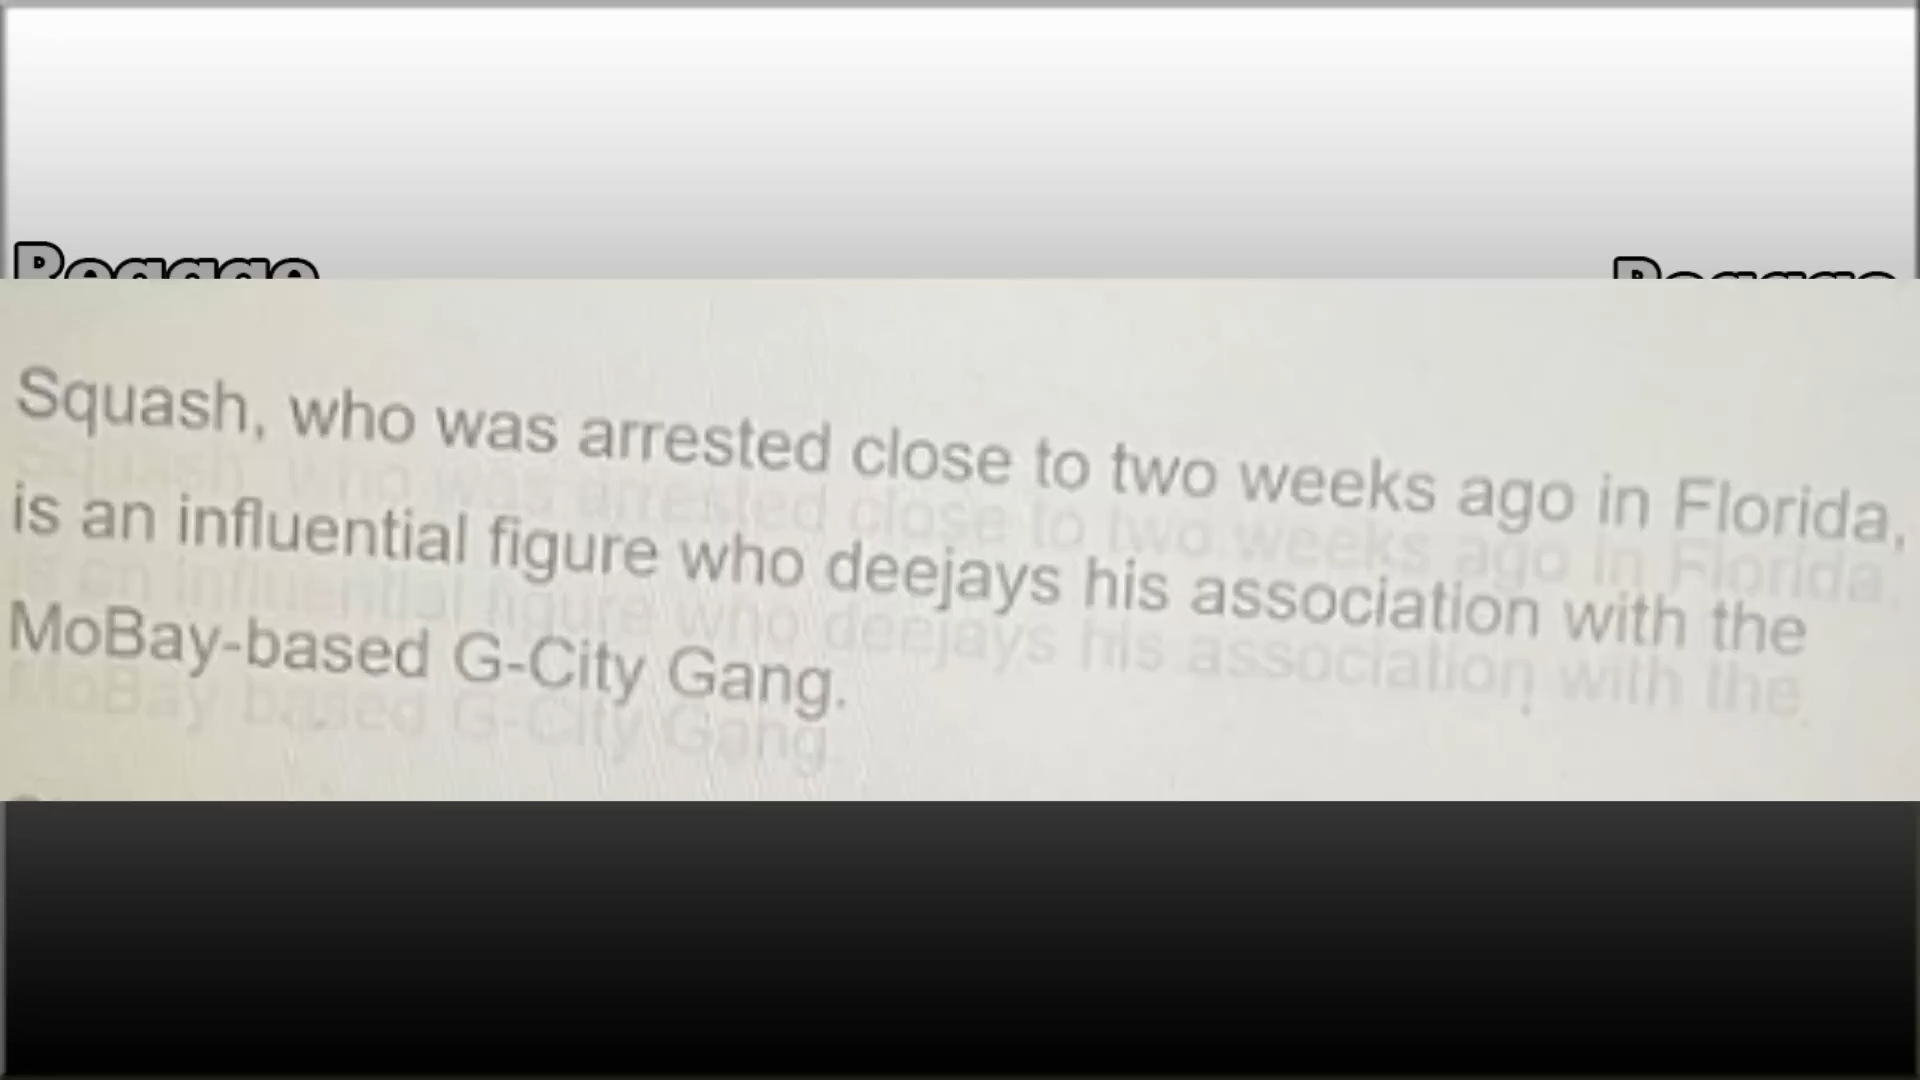 Squash, who was arrested close to two weeks ago in Florida,
is an influential figure who deejays his association with the
MoBay-based G-City Gang.